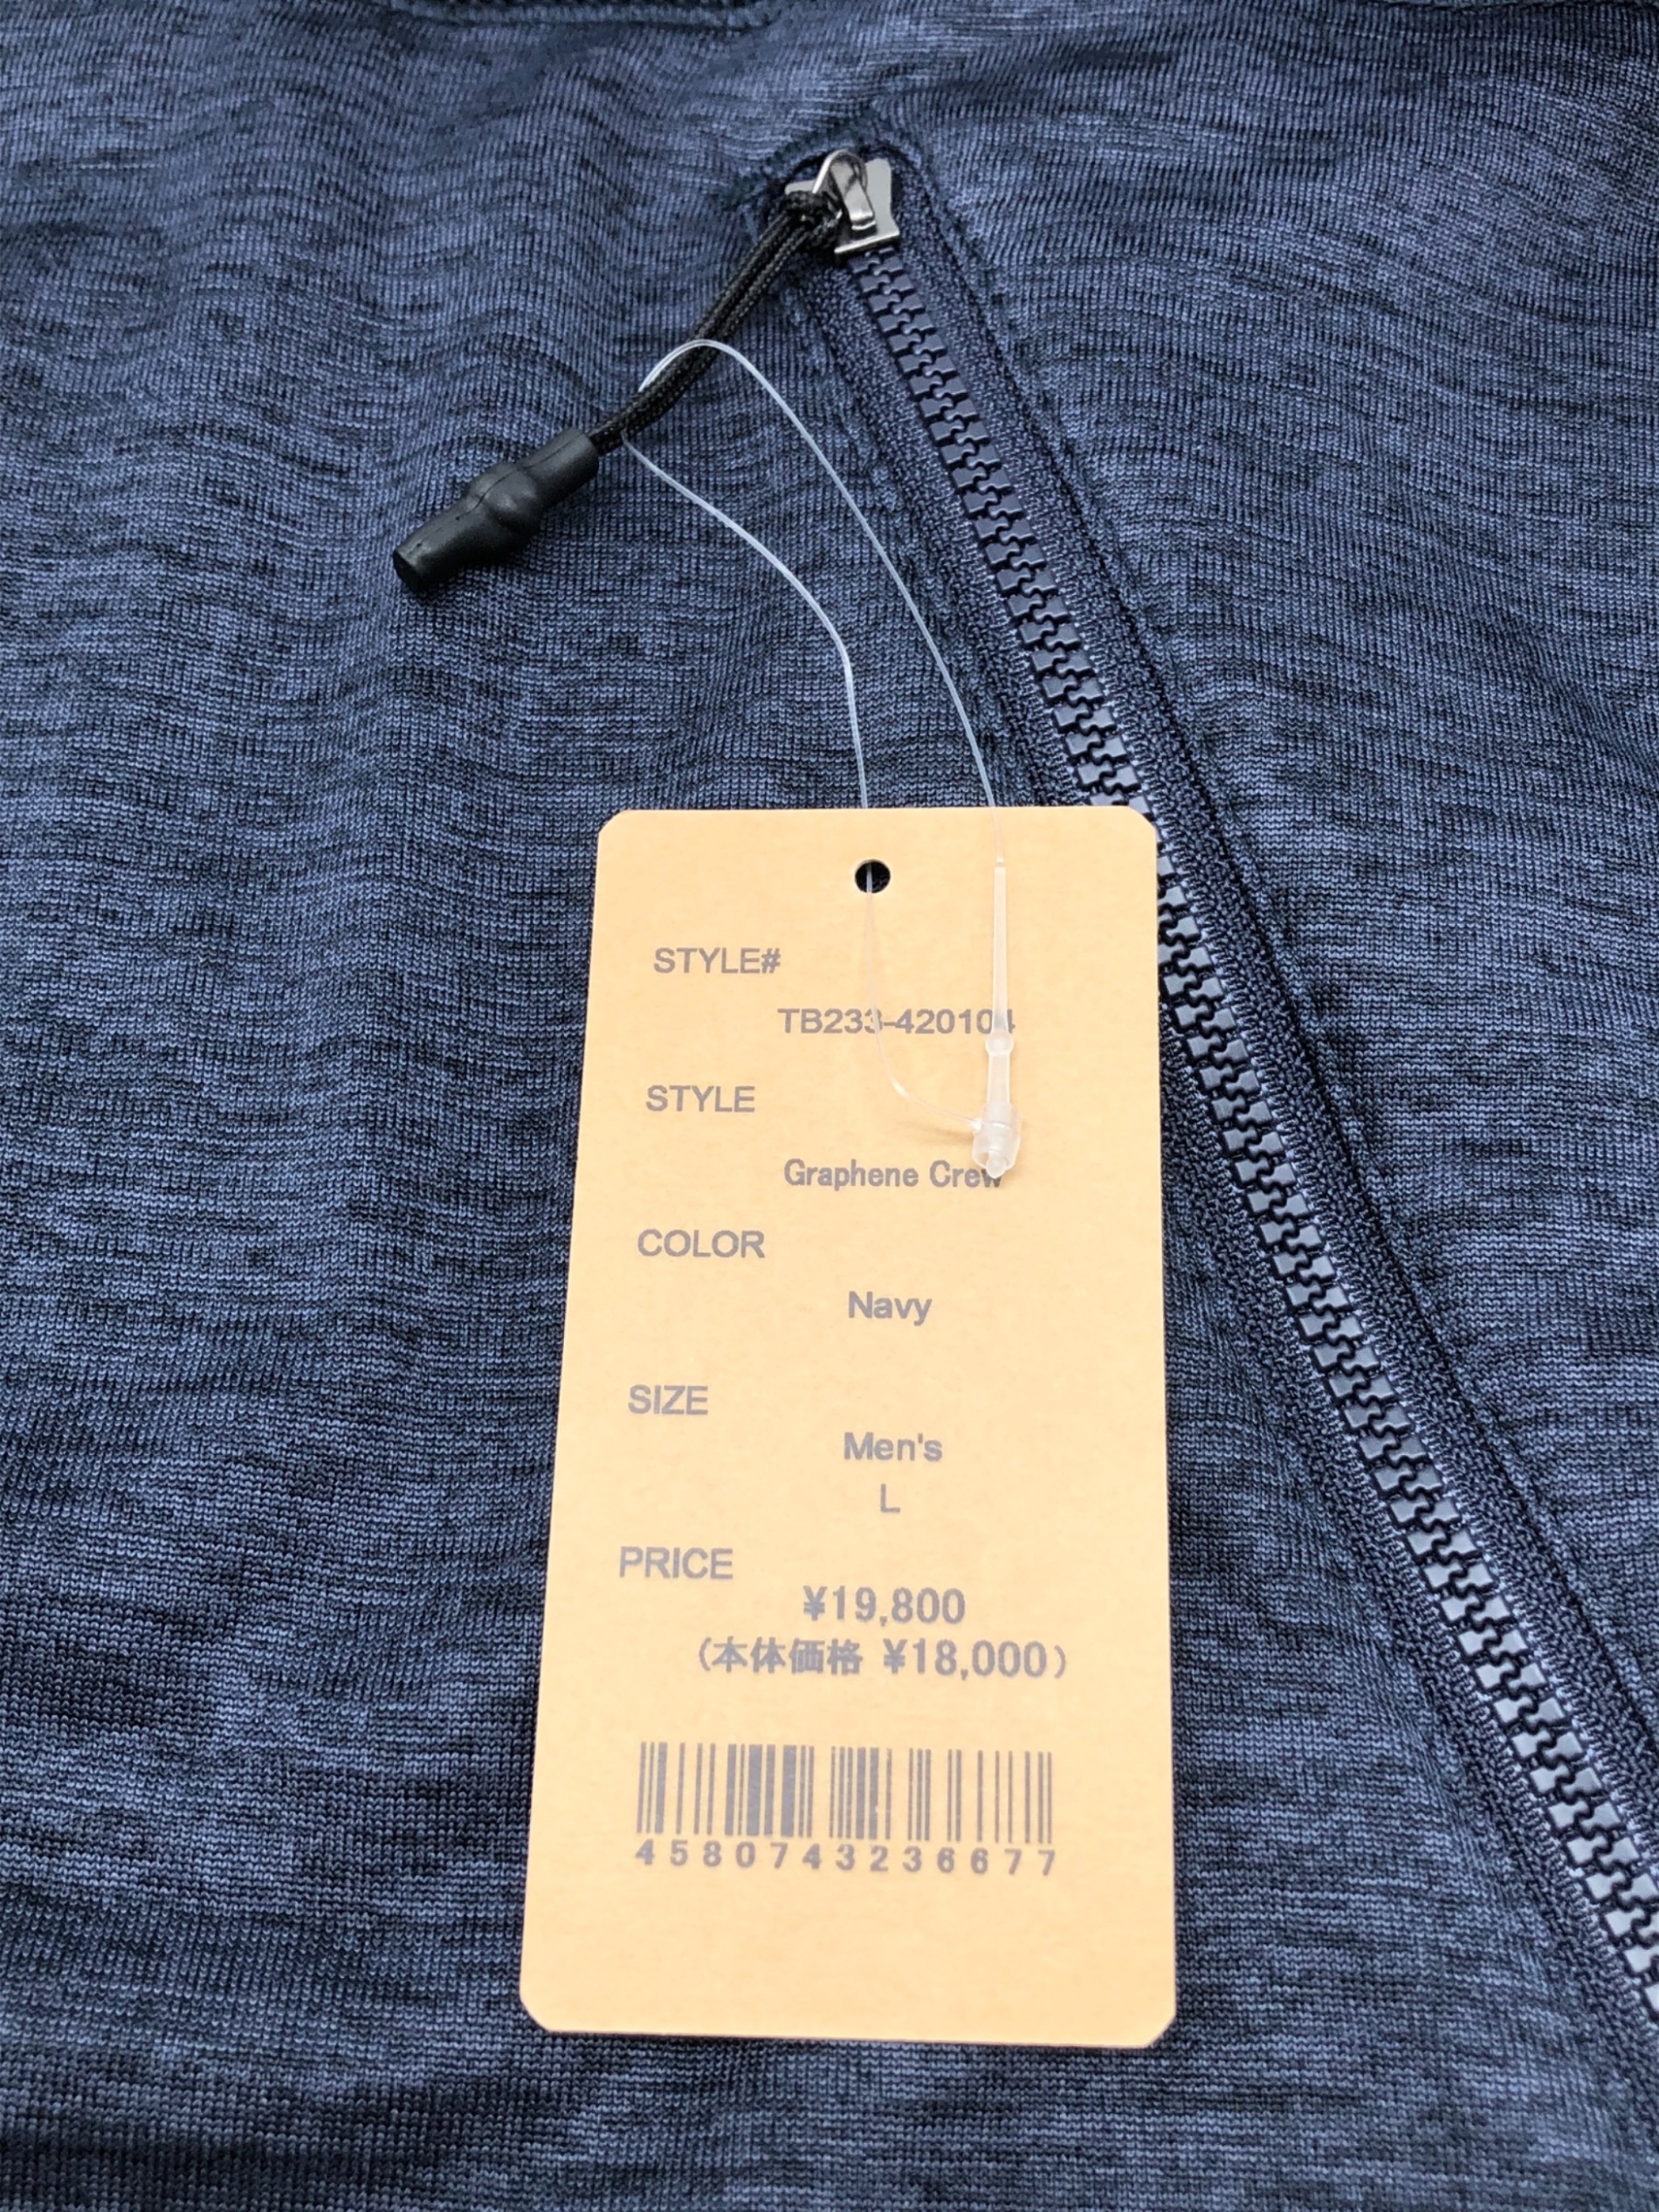 STYLE#
TB233-420104
STYLE
Graphene Crew
COLOR
Navy
SIZE
Men's
L
PRICE
¥19,800
(本体価格 ¥18,000)
4580743236677